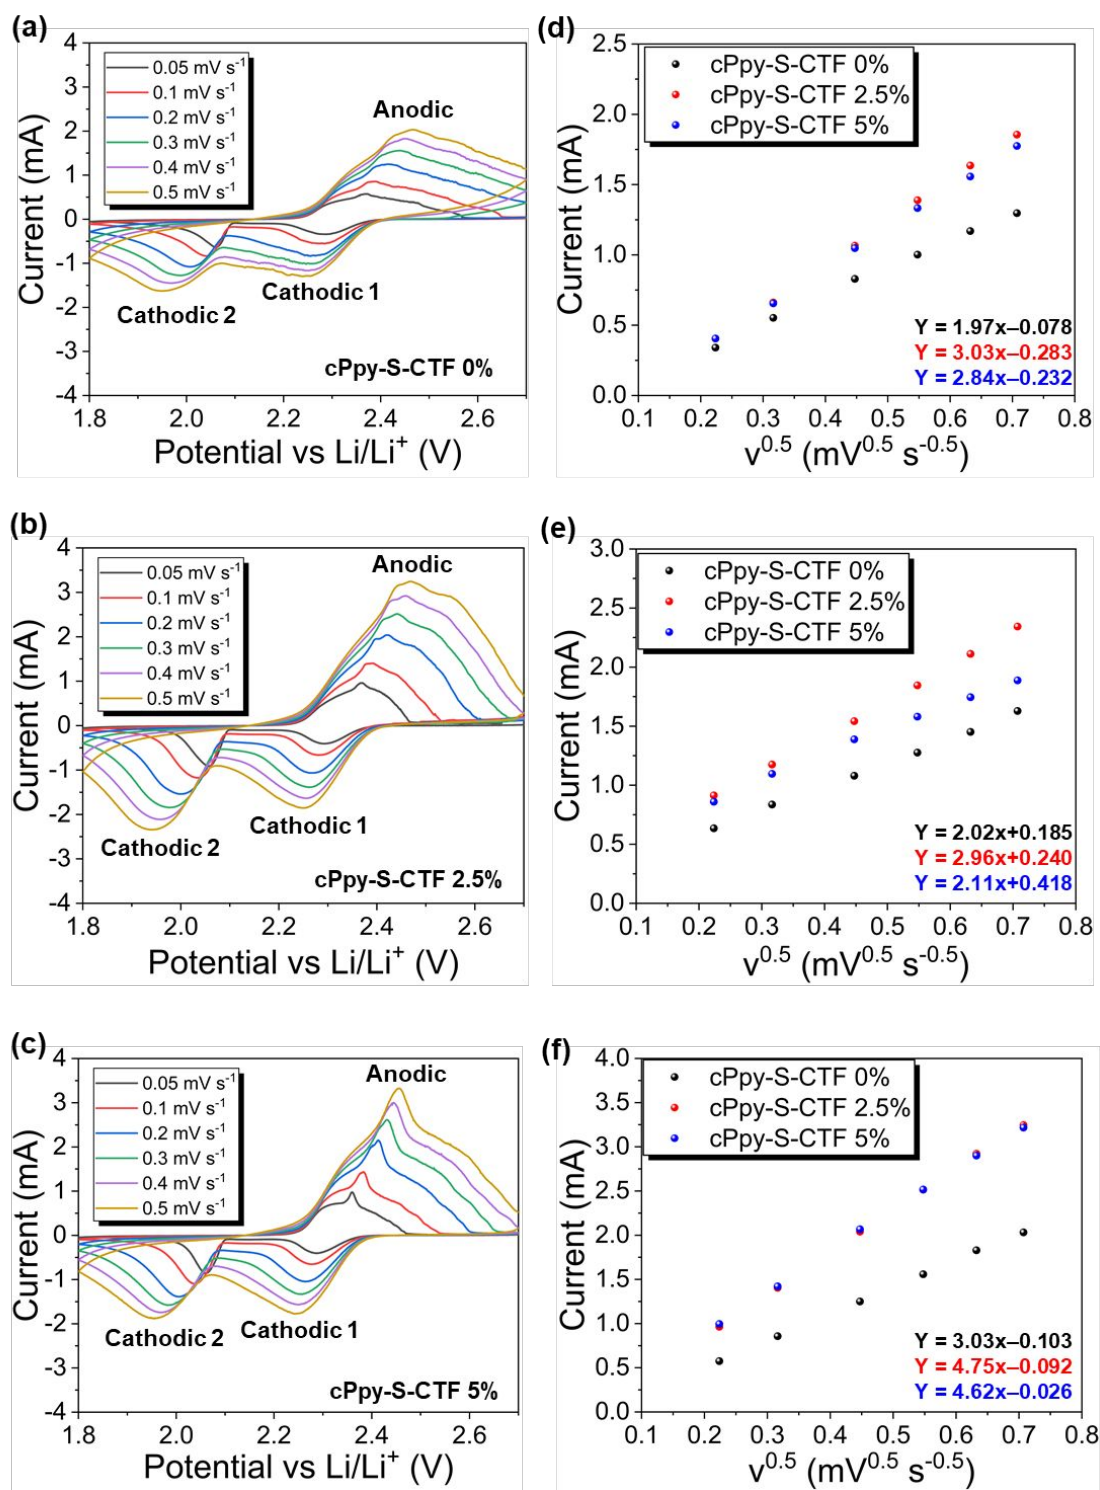 (a)
4
3
2
1
0
-1
-2
-3
-4
Current (mA)
0.05 mV s⁻¹
0.1 mV s⁻¹
0.2 mV s⁻¹
0.3 mV s⁻¹
0.4 mV s⁻¹
0.5 mV s⁻¹
Anodic
Cathodic 1
Cathodic 2
cPpy-S-CTF 0%
1.8 2.0 2.2 2.4 2.6
Potential vs Li/Li⁺ (V)
(d)
2.5
2.0
1.5
1.0
0.5
0.0
Current (mA)
cPpy-S-CTF 0%
cPpy-S-CTF 2.5%
cPpy-S-CTF 5%
Y = 1.97x–0.078
Y = 3.03x–0.283
Y = 2.84x–0.232
0.1 0.2 0.3 0.4 0.5 0.6 0.7 0.8
v⁰·⁵ (mV⁰·⁵ s⁻⁰·⁵)
(b)
4
3
2
1
0
-1
-2
-3
-4
Current (mA)
0.05 mV s⁻¹
0.1 mV s⁻¹
0.2 mV s⁻¹
0.3 mV s⁻¹
0.4 mV s⁻¹
0.5 mV s⁻¹
Anodic
Cathodic 1
Cathodic 2
cPpy-S-CTF 2.5%
1.8 2.0 2.2 2.4 2.6
Potential vs Li/Li⁺ (V)
(e)
3.0
2.5
2.0
1.5
1.0
0.5
0.0
Current (mA)
cPpy-S-CTF 0%
cPpy-S-CTF 2.5%
cPpy-S-CTF 5%
Y = 2.02x+0.185
Y = 2.96x+0.240
Y = 2.11x+0.418
0.1 0.2 0.3 0.4 0.5 0.6 0.7 0.8
v⁰·⁵ (mV⁰·⁵ s⁻⁰·⁵)
(c)
4
3
2
1
0
-1
-2
-3
-4
Current (mA)
0.05 mV s⁻¹
0.1 mV s⁻¹
0.2 mV s⁻¹
0.3 mV s⁻¹
0.4 mV s⁻¹
0.5 mV s⁻¹
Anodic
Cathodic 1
Cathodic 2
cPpy-S-CTF 5%
1.8 2.0 2.2 2.4 2.6
Potential vs Li/Li⁺ (V)
(f)
4.0
3.5
3.0
2.5
2.0
1.5
1.0
0.5
0.0
Current (mA)
cPpy-S-CTF 0%
cPpy-S-CTF 2.5%
cPpy-S-CTF 5%
Y = 3.03x–0.103
Y = 4.75x–0.092
Y = 4.62x–0.026
0.1 0.2 0.3 0.4 0.5 0.6 0.7 0.8
v⁰·⁵ (mV⁰·⁵ s⁻⁰·⁵)